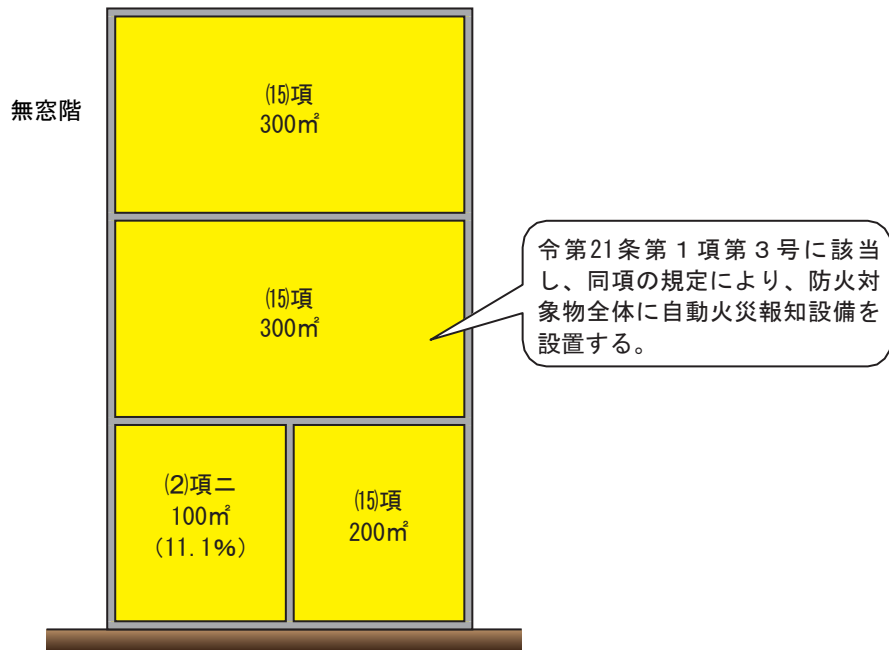 無窓階
⒂項
300㎡
⒂項
300㎡
令第21条第1項第3号に該当
し、同項の規定により、防火対
象物全体に自動火災報知設備を
設置する。
⑵項ニ
100㎡
(11.1%)
⒂項
200㎡